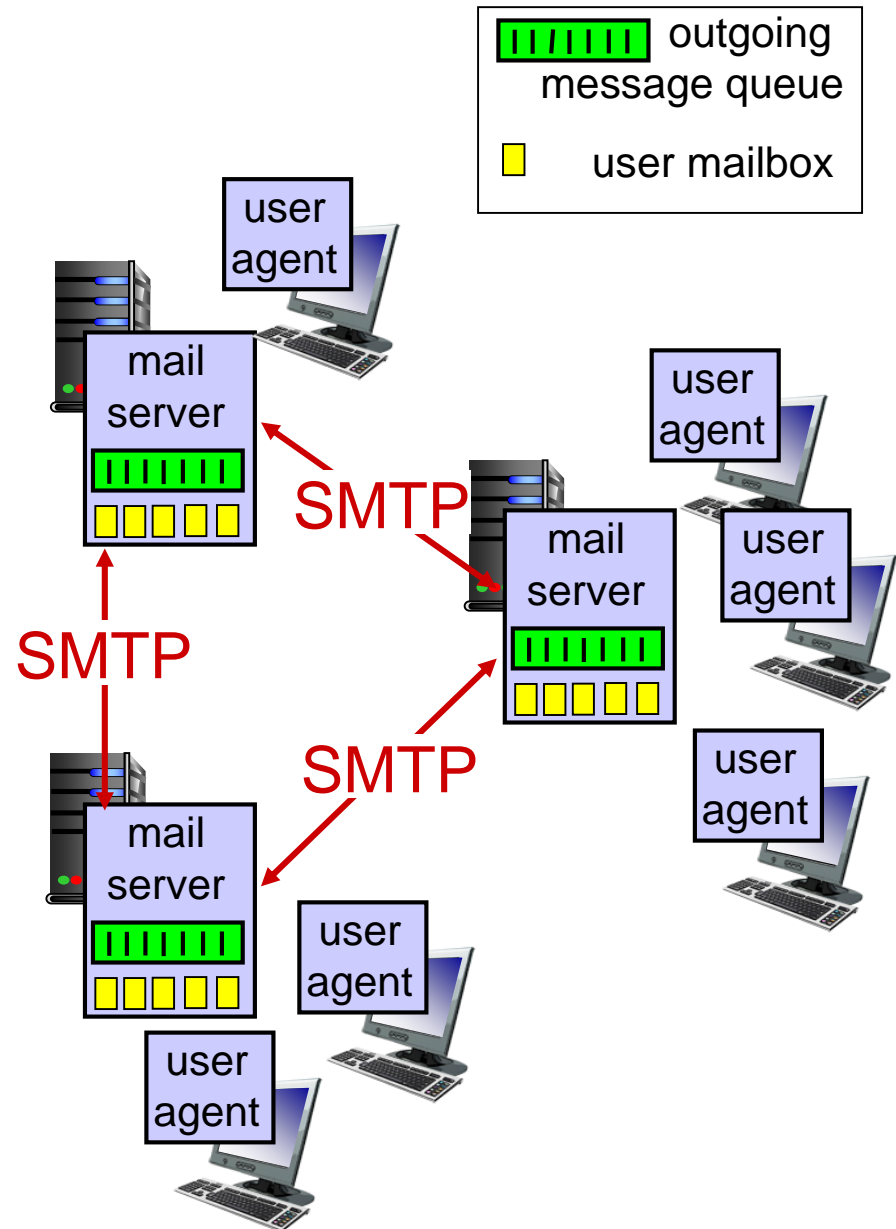 outgoing
message queue
user mailbox
user
agent
mail
server
SMTP
user
agent
mail
server
user
agent
SMTP
SMTP
user
agent
mail
server
user
agent
user
agent